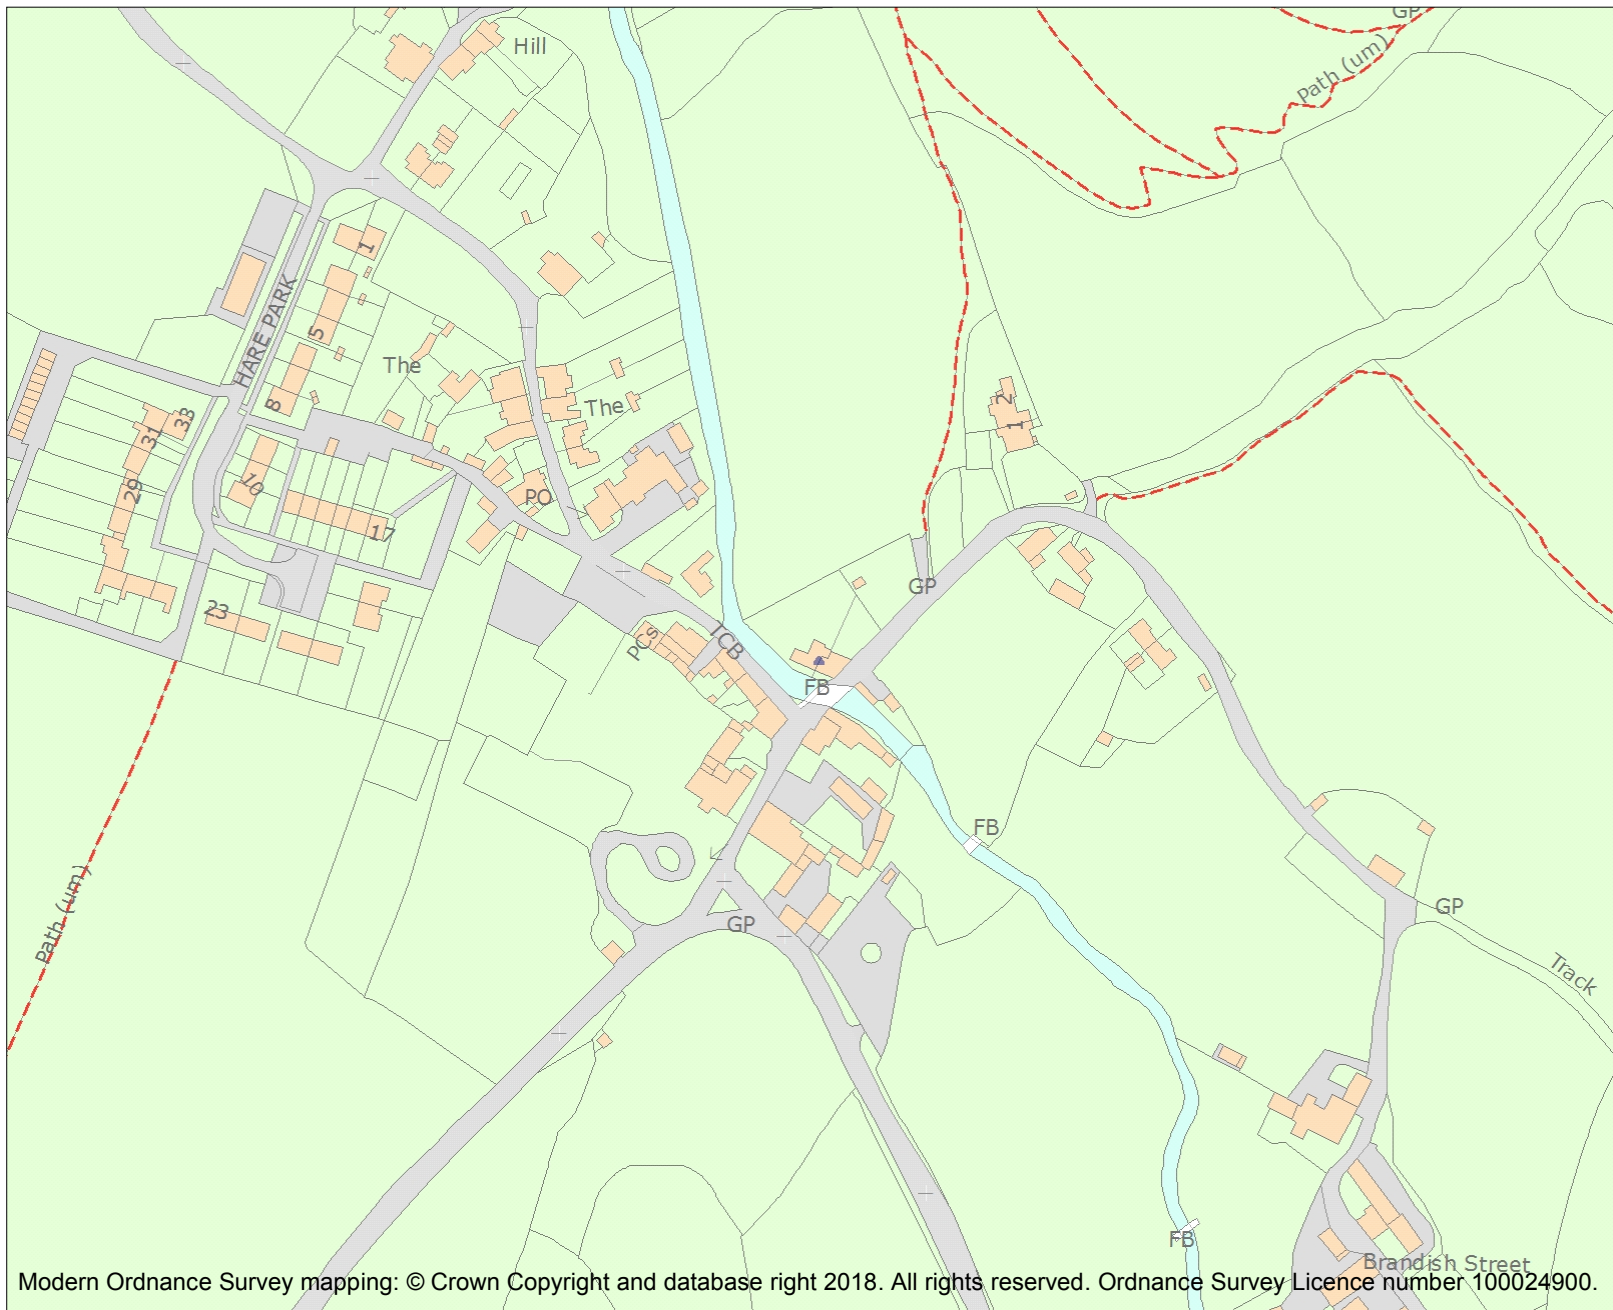 GP
Hill
Path (um)
1
HARE PARK
5
The
8
The
2
1
33
31
29
10
PO
17
GP
23
PCs
TCB
FB
FB
Path (um)
GP
GP
Track
FB
Brandish Street
Modern Ordnance Survey mapping: © Crown Copyright and database right 2018. All rights reserved. Ordnance Survey Licence number 100024900.